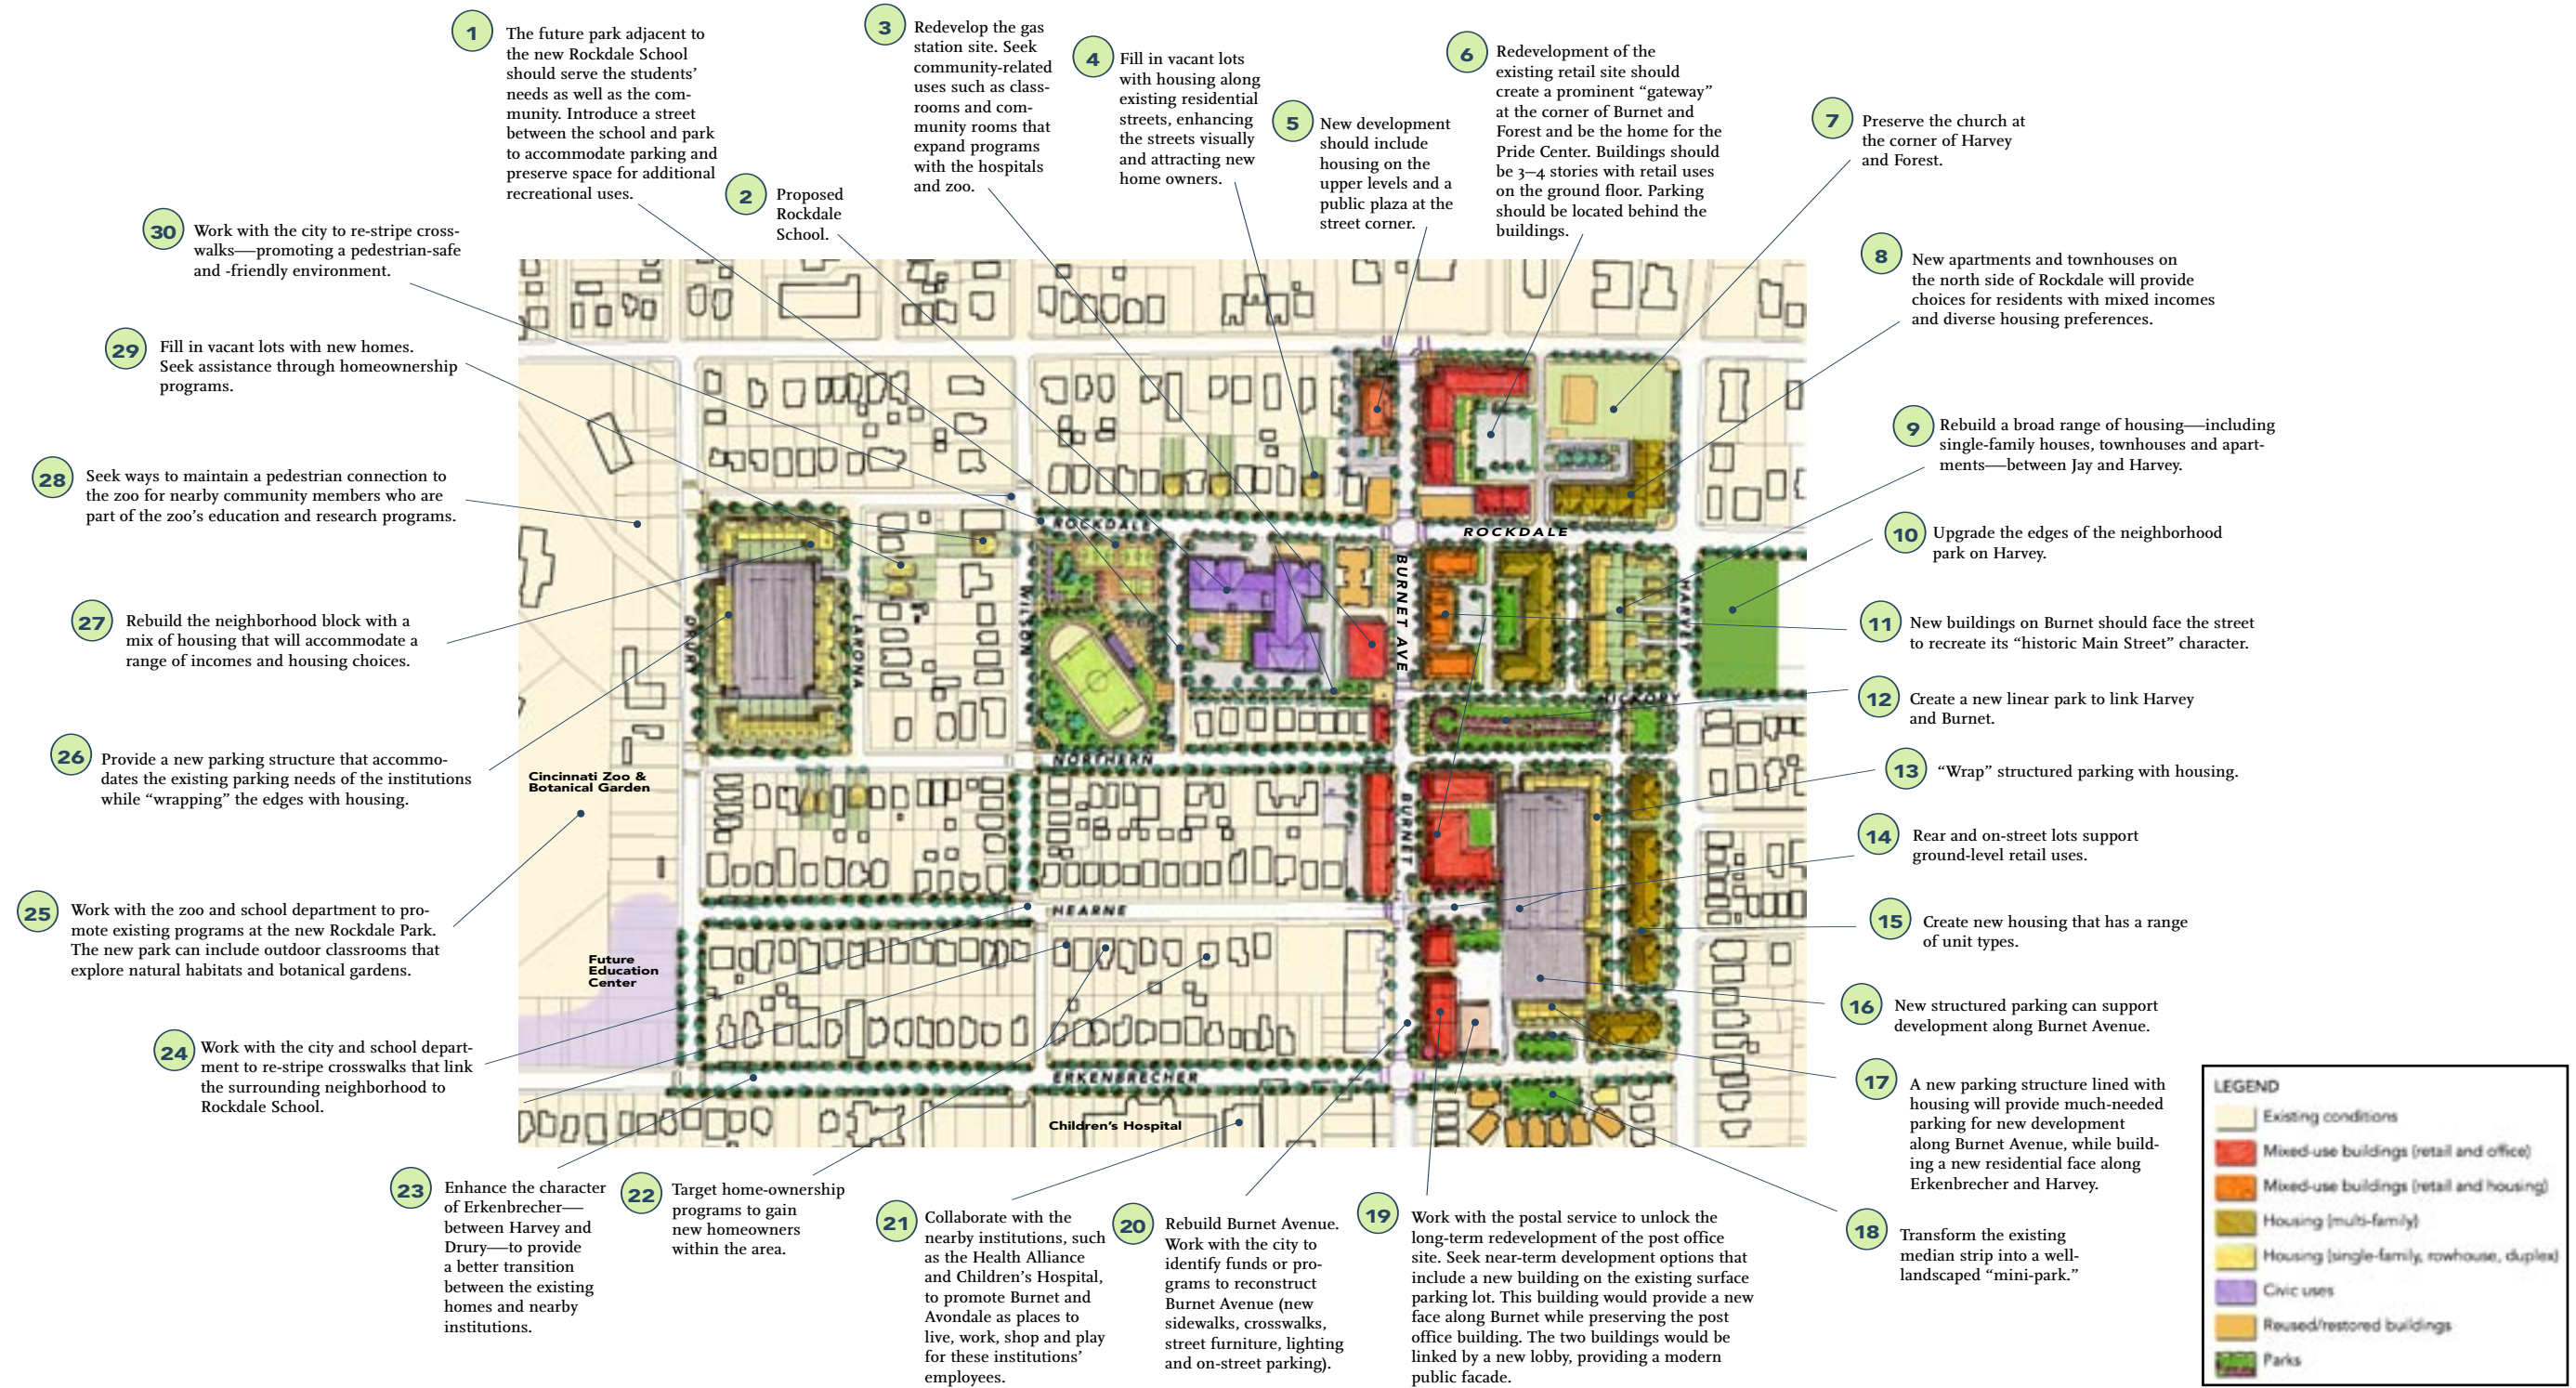 1
The future park adjacent to
the new Rockdale School
should serve the students’
needs as well as the com-
munity. Introduce a street
between the school and park
to accommodate parking and
preserve space for additional
recreational uses.
2
Proposed
Rockdale
School.
3
Redevelop the gas
station site. Seek
community-related
uses such as class-
rooms and com-
munity rooms that
expand programs
with the hospitals
and zoo.
4
Fill in vacant lots
with housing along
existing residential
streets, enhancing
the streets visually
and attracting new
home owners.
5
New development
should include
housing on the
upper levels and a
public plaza at the
street corner.
6
Redevelopment of the
existing retail site should
create a prominent “gateway”
at the corner of Burnet and
Forest and be the home for the
Pride Center. Buildings should
be 3–4 stories with retail uses
on the ground floor. Parking
should be located behind the
buildings.
7
Preserve the church at
the corner of Harvey
and Forest.
8
New apartments and townhouses on
the north side of Rockdale will provide
choices for residents with mixed incomes
and diverse housing preferences.
9
Rebuild a broad range of housing—including
single-family houses, townhouses and apart-
ments—between Jay and Harvey.
10
Upgrade the edges of the neighborhood
park on Harvey.
11
New buildings on Burnet should face the street
to recreate its “historic Main Street” character.
12
Create a new linear park to link Harvey
and Burnet.
13
“Wrap” structured parking with housing.
14
Rear and on-street lots support
ground-level retail uses.
15
Create new housing that has a range
of unit types.
16
New structured parking can support
development along Burnet Avenue.
17
A new parking structure lined with
housing will provide much-needed
parking for new development
along Burnet Avenue, while build-
ing a new residential face along
Erkenbrecher and Harvey.
18
Transform the existing
median strip into a well-
landscaped “mini-park.”
19
Work with the postal service to unlock the
long-term redevelopment of the post office
site. Seek near-term development options that
include a new building on the existing surface
parking lot. This building would provide a new
face along Burnet while preserving the post
office building. The two buildings would be
linked by a new lobby, providing a modern
public facade.
20
Rebuild Burnet Avenue.
Work with the city to
identify funds or pro-
grams to reconstruct
Burnet Avenue (new
sidewalks, crosswalks,
street furniture, lighting
and on-street parking).
21
Collaborate with the
nearby institutions, such
as the Health Alliance
and Children’s Hospital,
to promote Burnet and
Avondale as places to
live, work, shop and play
for these institutions’
employees.
22
Target home-ownership
programs to gain
new homeowners
within the area.
23
Enhance the character
of Erkenbrecher—
between Harvey and
Drury—to provide
a better transition
between the existing
homes and nearby
institutions.
24
Work with the city and school depart-
ment to re-stripe crosswalks that link
the surrounding neighborhood to
Rockdale School.
25
Work with the zoo and school department to pro-
mote existing programs at the new Rockdale Park.
The new park can include outdoor classrooms that
explore natural habitats and botanical gardens.
26
Provide a new parking structure that accommo-
dates the existing parking needs of the institutions
while “wrapping” the edges with housing.
27
Rebuild the neighborhood block with a
mix of housing that will accommodate a
range of incomes and housing choices.
28
Seek ways to maintain a pedestrian connection to
the zoo for nearby community members who are
part of the zoo’s education and research programs.
29
Fill in vacant lots with new homes.
Seek assistance through homeownership
programs.
30
Work with the city to re-stripe cross-
walks—promoting a pedestrian-safe
and -friendly environment.
ROCKDALE
ROCKDALE
DRURY
LARONA
WILSON
BURNET AVE
HARVEY
HICKORY
NORTHERN
BURNET
HEARNE
ERKENBRECHER
Cincinnati Zoo &
Botanical Garden
Future
Education
Center
Children’s Hospital
LEGEND
Existing conditions
Mixed-use buildings (retail and office)
Mixed-use buildings (retail and housing)
Housing (multi-family)
Housing (single-family, rowhouse, duplex)
Civic uses
Reused/restored buildings
Parks